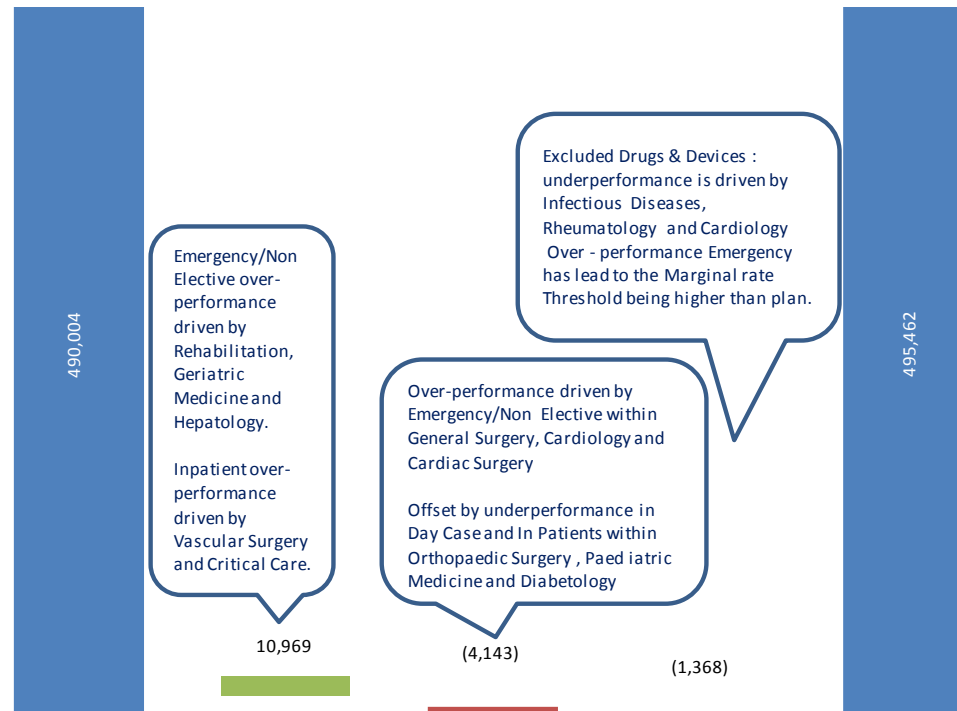 490,004
Emergency/Non
Elective over-
performance
driven by
Rehabilitation,
Geriatric
Medicine and
Hepatology.
Inpatient over-
performance
driven by
Vascular Surgery
and Critical Care.
10,969
Over-performance driven by
Emergency/Non Elective within
General Surgery, Cardiology and
Cardiac Surgery
Offset by underperformance in
Day Case and In Patients within
Orthopaedic Surgery , Paed iatric
Medicine and Diabetology
(4,143)
Excluded Drugs & Devices :
underperformance is driven by
Infectious Diseases,
Rheumatology and Cardiology
Over - performance Emergency
has lead to the Marginal rate
Threshold being higher than plan.
(1,368)
495,462